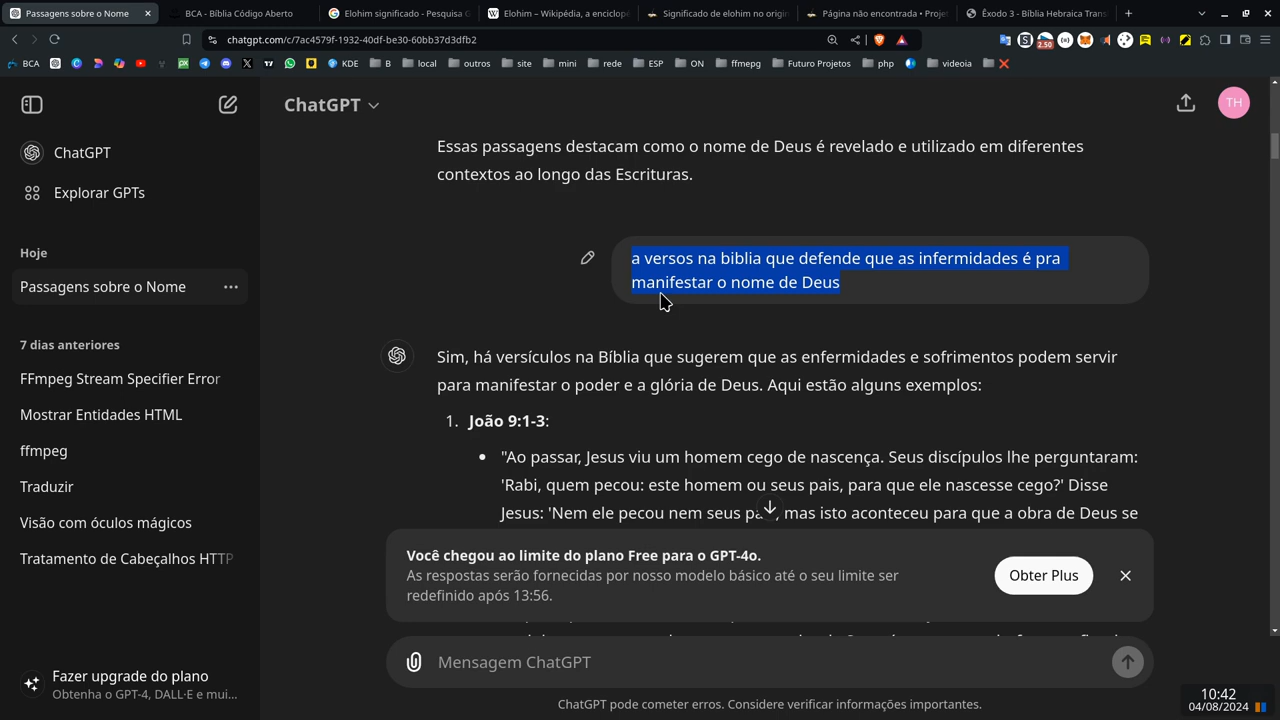 Passagens sobre o Nome
BCA - Bíblia Código Aberto
Elohim significado - Pesquisa G
Elohim – Wikipédia, a enciclope
Significado de elohim no origin
Página não encontrada • Proje
Êxodo 3 - Bíblia Hebraica Trans
chatgpt.com/c/7ac4579f-1932-40df-be30-60bb37d3dfb2
2.50
BCA
KDE
B
local
outros
site
mini
rede
ESP
ON
ffmpeg
Futuro Projetos
php
videoia
ChatGPT
TH
ChatGPT
Explorar GPTs
Hoje
Passagens sobre o Nome
7 dias anteriores
FFmpeg Stream Specifier Error
Mostrar Entidades HTML
ffmpeg
Traduzir
Visão com óculos mágicos
Tratamento de Cabeçalhos HTTP
Fazer upgrade do plano
Obtenha o GPT-4, DALL·E e mui...
Essas passagens destacam como o nome de Deus é revelado e utilizado em diferentes
contextos ao longo das Escrituras.
a versos na biblia que defende que as infermidades é pra
manifestar o nome de Deus
Sim, há versículos na Bíblia que sugerem que as enfermidades e sofrimentos podem servir
para manifestar o poder e a glória de Deus. Aqui estão alguns exemplos:
1. João 9:1-3:
"Ao passar, Jesus viu um homem cego de nascença. Seus discípulos lhe perguntaram:
'Rabi, quem pecou: este homem ou seus pais, para que ele nascesse cego?' Disse
Jesus: 'Nem ele pecou nem seus pais, mas isto aconteceu para que a obra de Deus se
Você chegou ao limite do plano Free para o GPT-4o.
As respostas serão fornecidas por nosso modelo básico até o seu limite ser
redefinido após 13:56.
Obter Plus
Mensagem ChatGPT
ChatGPT pode cometer erros. Considere verificar informações importantes.
10:42
04/08/2024